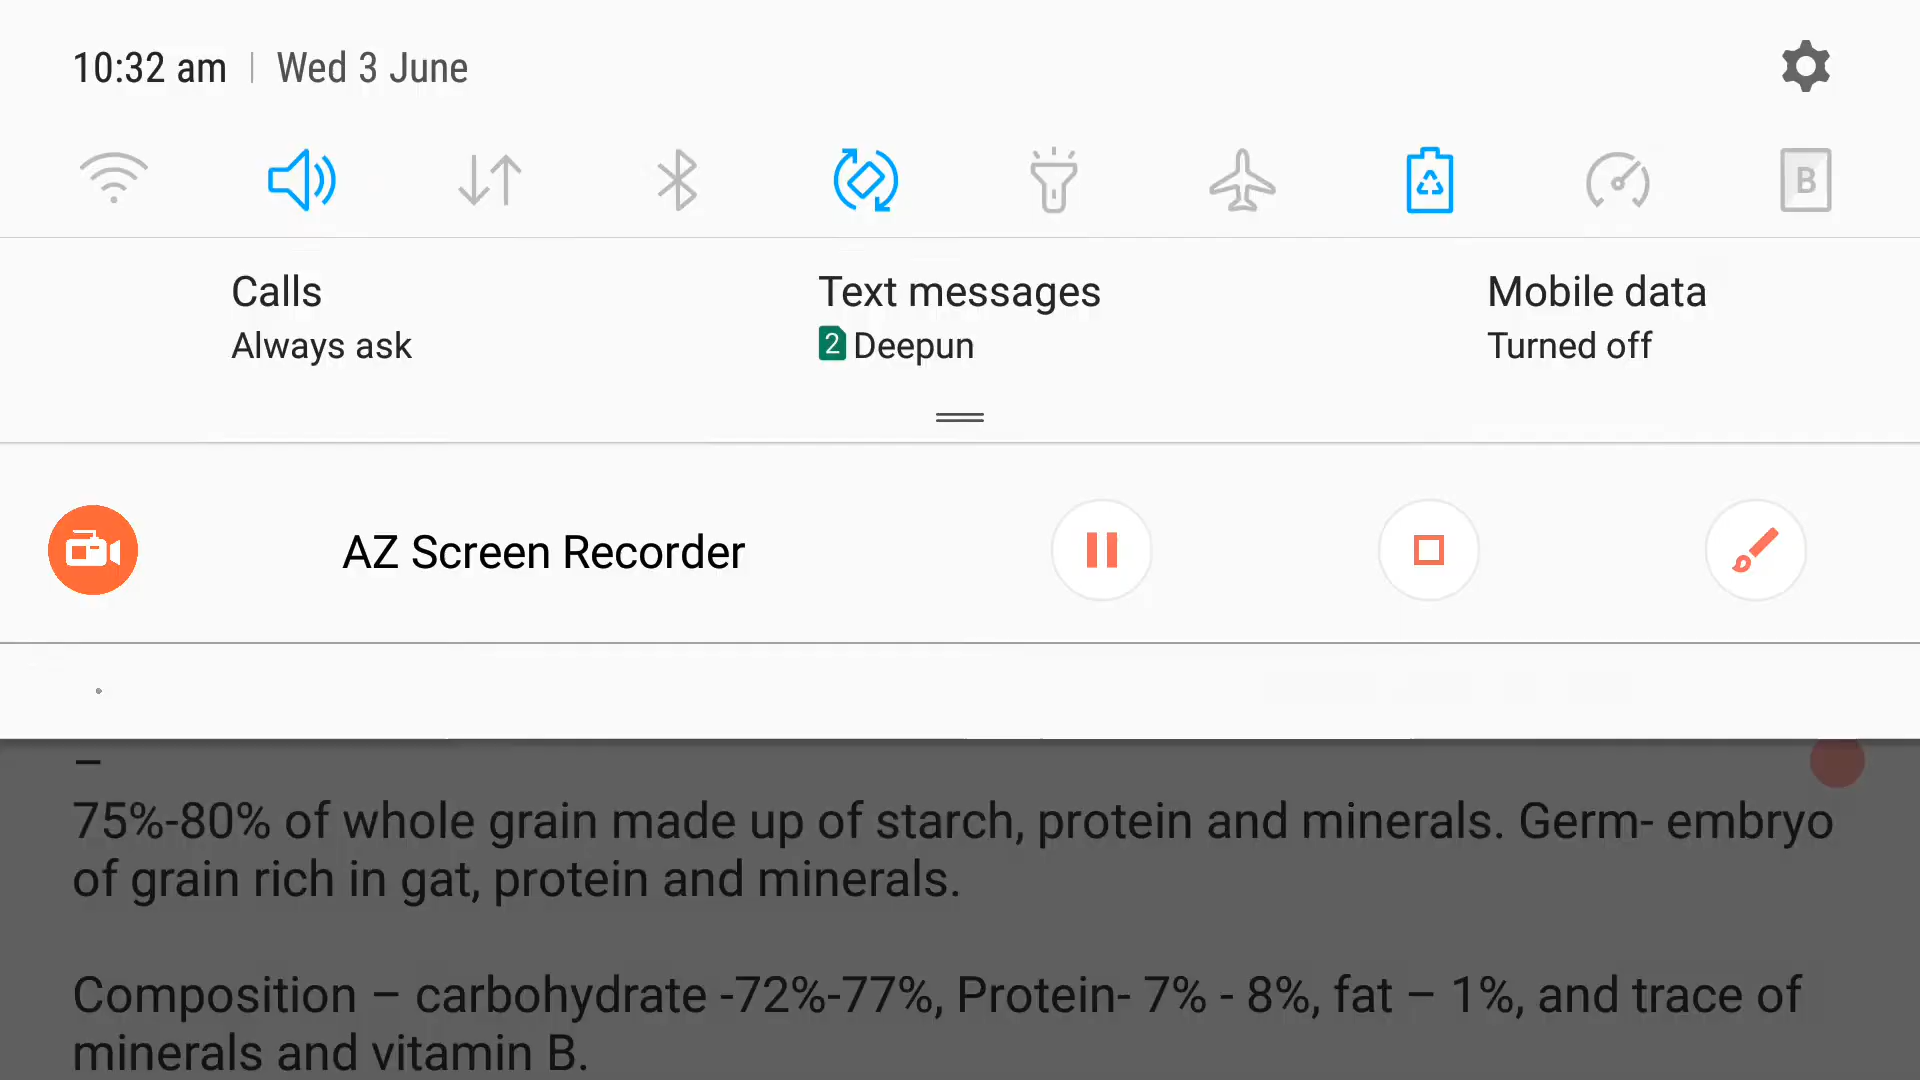 10:32 am | Wed 3 June
B
Calls Text messages Mobile data
Always ask 2 Deepun Turned off
AZ Screen Recorder
–
75%-80% of whole grain made up of starch, protein and minerals. Germ- embryo
of grain rich in gat, protein and minerals.
Composition – carbohydrate -72%-77%, Protein- 7% - 8%, fat – 1%, and trace of
minerals and vitamin B.